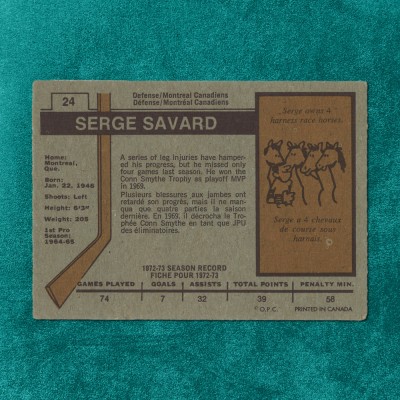 24
Defense/Montreal Canadiens
Défense/Montréal Canadiens
SERGE SAVARD
Home:
Montreal,
Que.
Born:
Jan. 22, 1946
Shoots: Left
Height: 6/3"
Weight: 205
1st Pro
Season:
1964-65
A series of leg injuries have hamper-
ed his progress, but he missed only
four games last season. He won the
Conn Smythe Trophy as playoff MVP
in 1969.
Plusieurs blessures aux jambes ont
retardé son progrès, mais il ne man-
qua que quatre parties la saison
dernière. En 1969, il décrocha le Tro-
phée Conn Smythe en tant que JPU
des éliminatoires.
Serge owns 4
harness race horses.
Serge a 4 chevaux
de course sous
harnais.
1972-73 SEASON RECORD
FICHE POUR 1972-73
GAMES PLAYED GOALS ASSISTS TOTAL POINTS PENALTY MIN.
74 7 32 39 58
© O.P.C. PRINTED IN CANADA